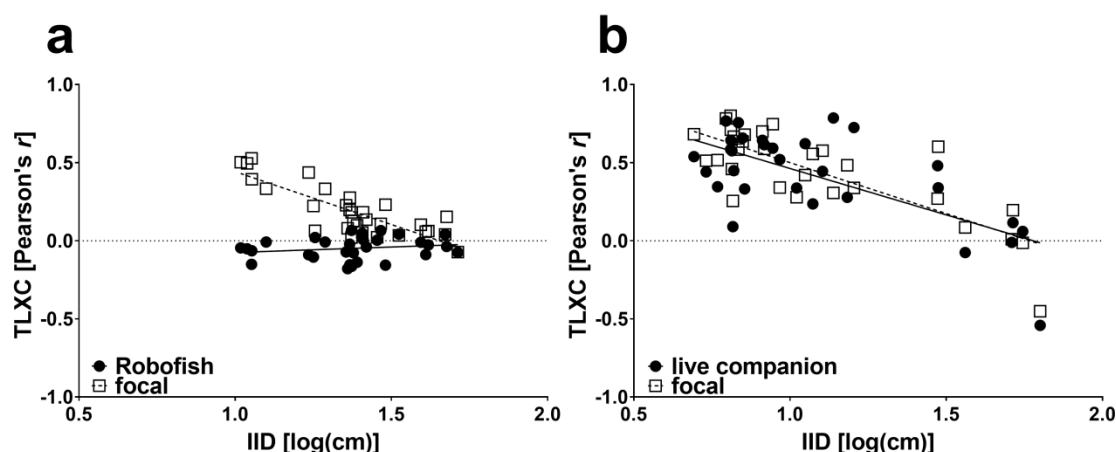 a
1.0
0.5
0.0
-0.5
-1.0
TLXC [Pearson's r]
Robofish
focal
0.5
1.0
1.5
2.0
IID [log(cm)]
b
1.0
0.5
0.0
-0.5
-1.0
TLXC [Pearson's r]
live companion
focal
0.5
1.0
1.5
2.0
IID [log(cm)]